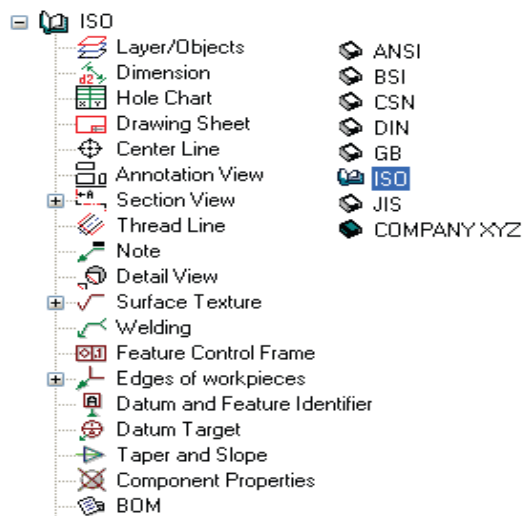 ISO
Layer/Objects
Dimension
Hole Chart
Drawing Sheet
Center Line
Annotation View
Section View
Thread Line
Note
Detail View
Surface Texture
Welding
Feature Control Frame
Edges of workpieces
Datum and Feature Identifier
Datum Target
Taper and Slope
Component Properties
BOM
ANSI
BSI
CSN
DIN
GB
ISO
JIS
COMPANY XYZ